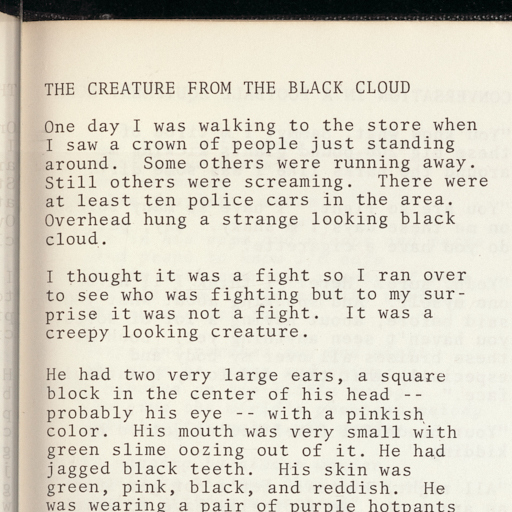 THE CREATURE FROM THE BLACK CLOUD
One day I was walking to the store when
I saw a crown of people just standing
around.  Some others were running away.
Still others were screaming.  There were
at least ten police cars in the area.
Overhead hung a strange looking black
cloud.
I thought it was a fight so I ran over
to see who was fighting but to my sur-
prise it was not a fight.  It was a
creepy looking creature.
He had two very large ears, a square
block in the center of his head --
probably his eye -- with a pinkish
color.  His mouth was very small with
green slime oozing out of it. He had
jagged black teeth.  His skin was
green, pink, black, and reddish.  He
was wearing a pair of purple hotpants